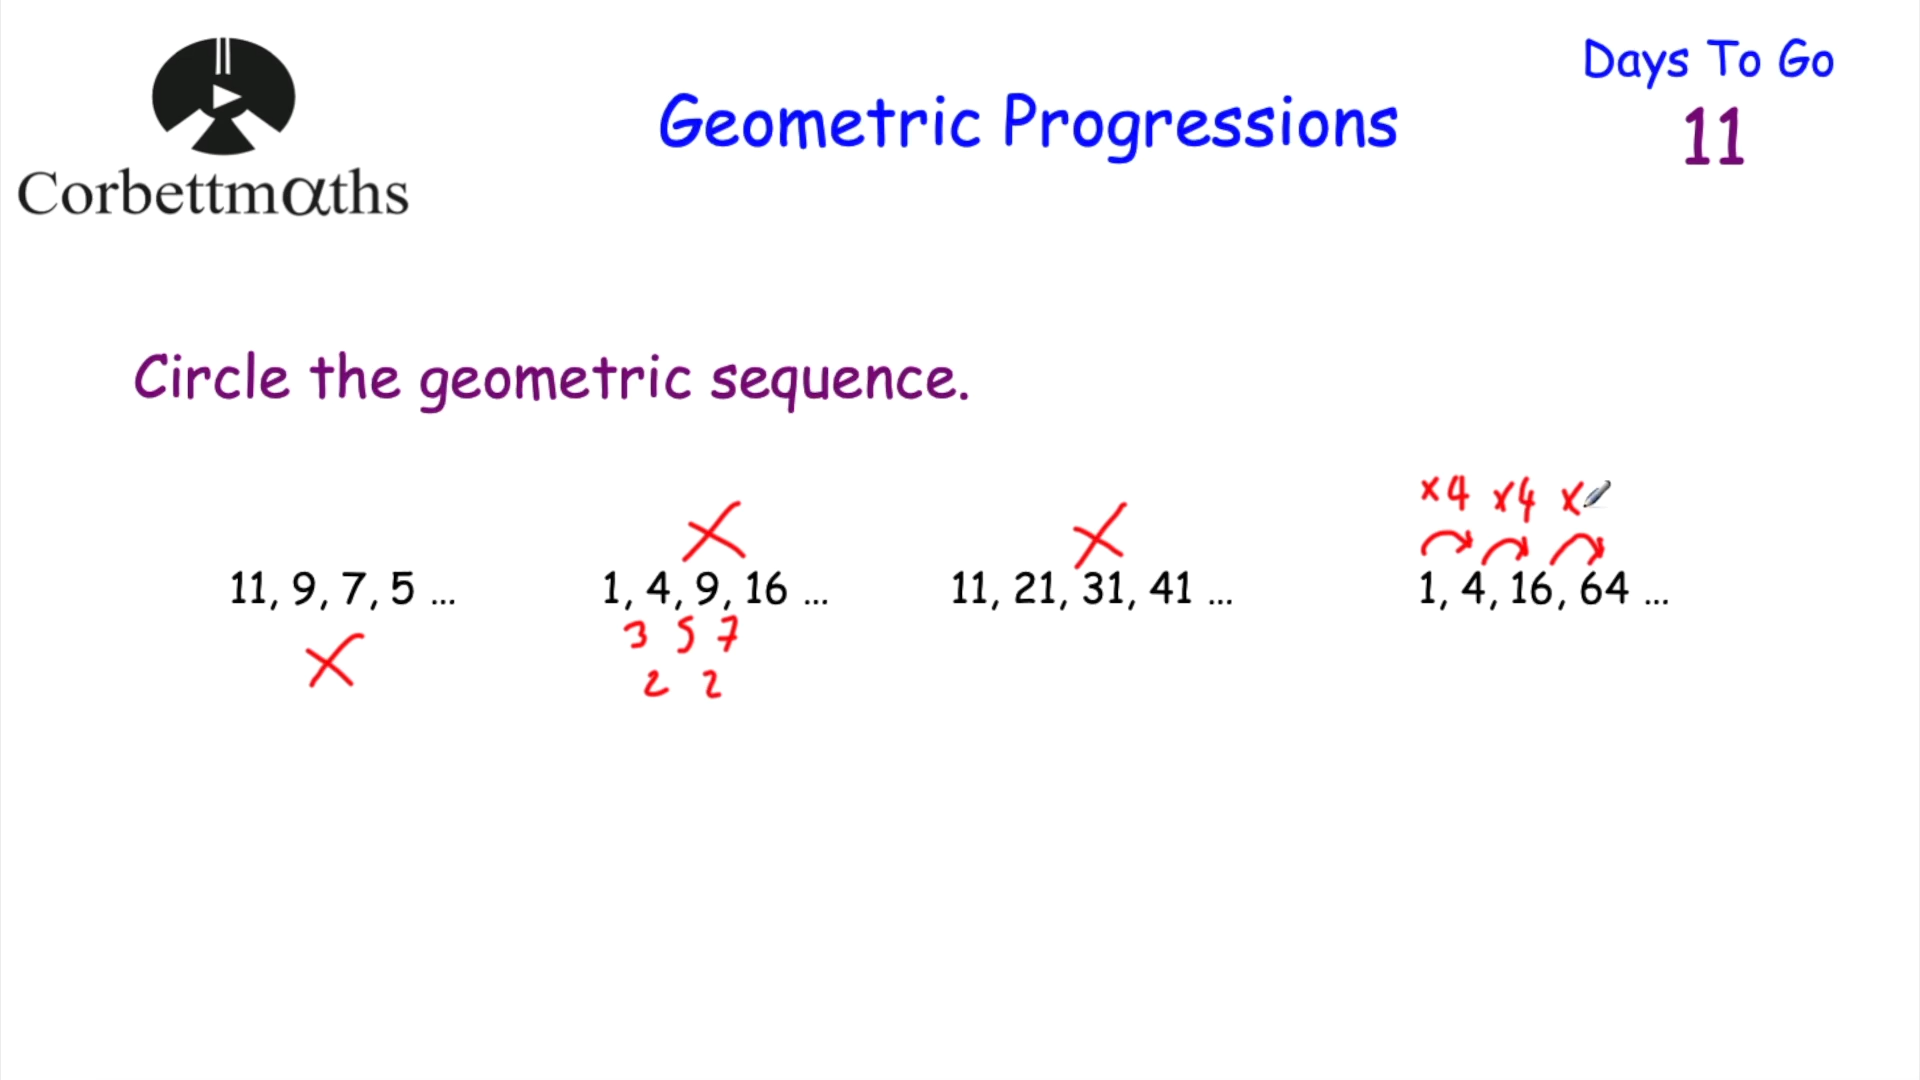 Days To Go
Geometric Progressions
11
Corbettmαths
Circle the geometric sequence.
×4 ×4 ×
11, 9, 7, 5 ...
1, 4, 9, 16 ...
11, 21, 31, 41 ...
1, 4, 16, 64 ...
3 5 7
2 2